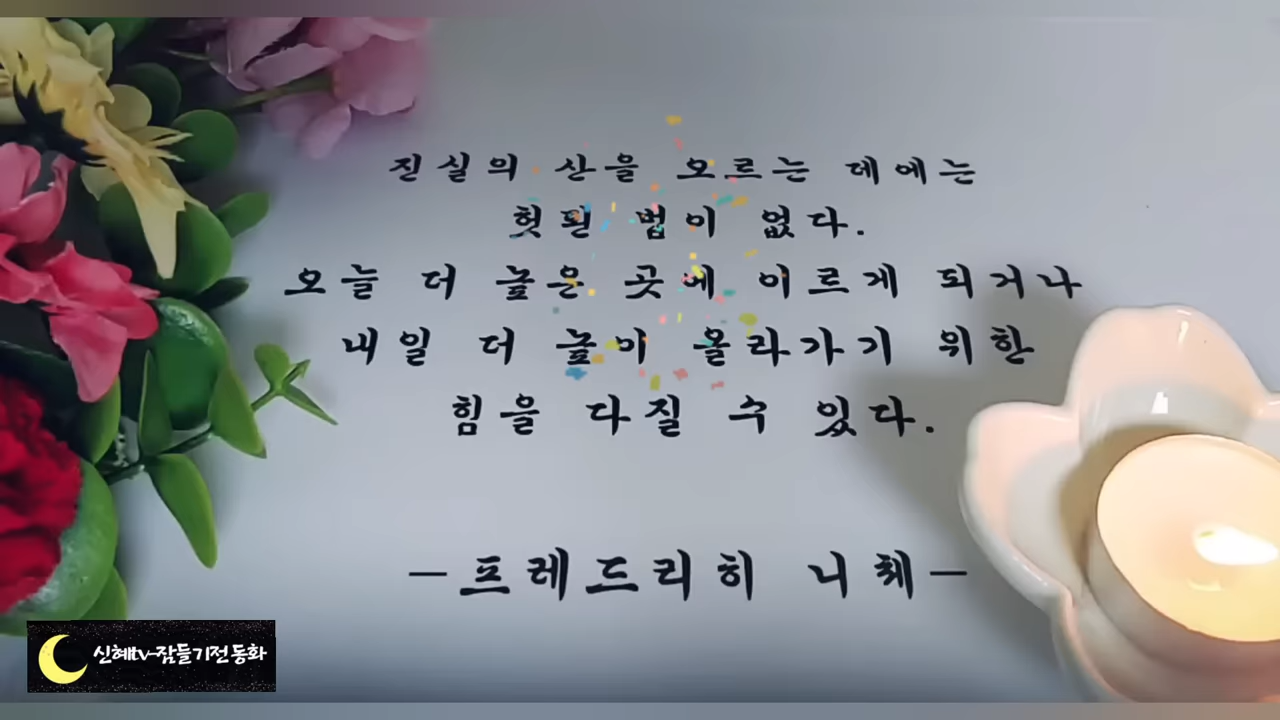 진실의 산을 오르는 데에는
헛된 법이 없다.
오늘 더 높은 곳에 이르게 되거나
내일 더 높이 올라가기 위한
힘을 다질 수 있다.
-프레드리히 니체-
신혜tv-잠들기전 동화